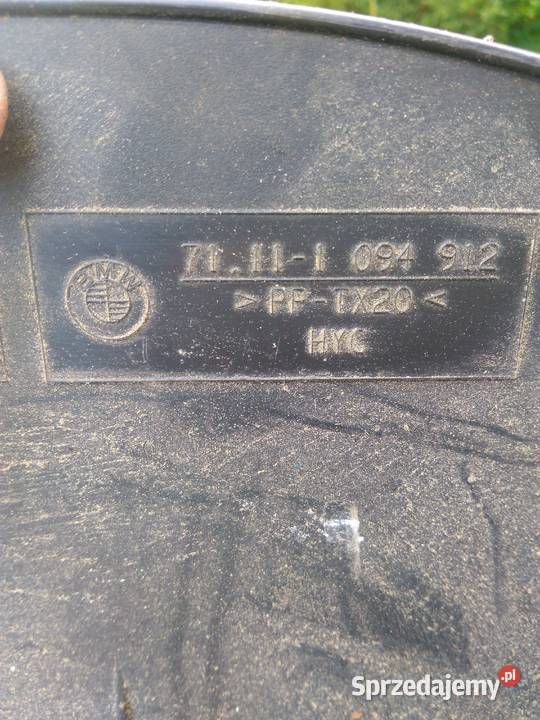 71.11-1 094 912
BMW
>PP-TX20<
HYC
Sprzedajemy.pl